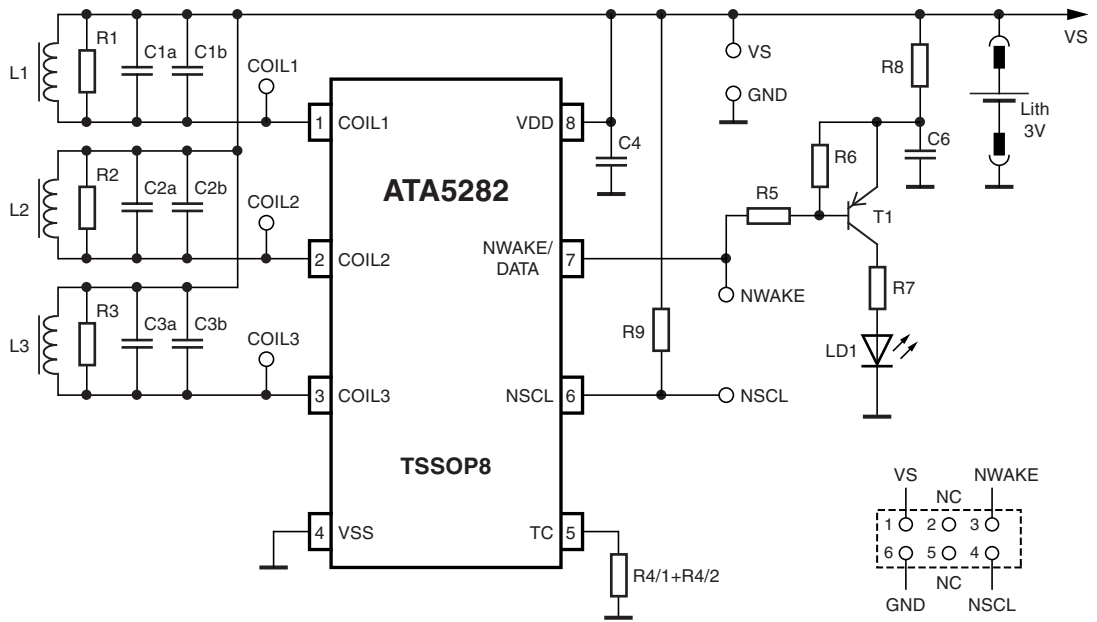 VS
L1
R1
C1a
C1b
COIL1
L2
R2
C2a
C2b
COIL2
L3
R3
C3a
C3b
COIL3
1
COIL1
2
COIL2
3
COIL3
4
VSS
ATA5282
TSSOP8
VDD
8
NWAKE/
DATA
7
NSCL
6
TC
5
C4
R4/1+R4/2
R9
VS
GND
NWAKE
NSCL
R5
R6
R8
C6
T1
R7
LD1
Lith
3V
VS
NC
NWAKE
1
2
3
6
5
4
GND
NC
NSCL